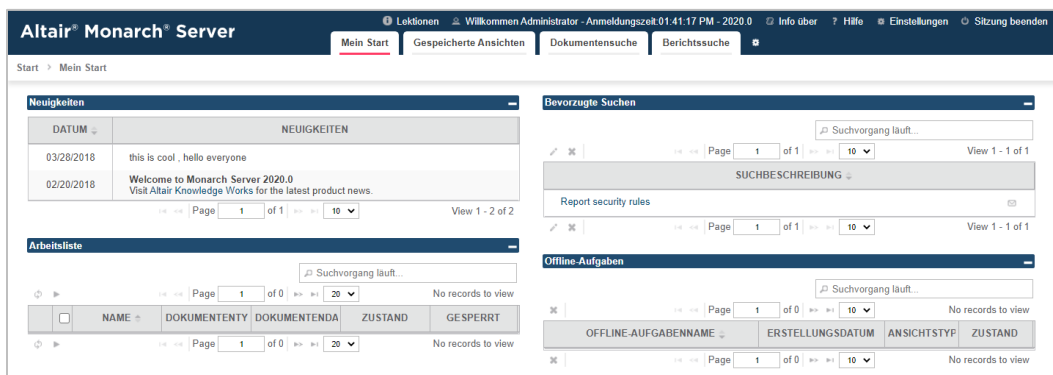 Altair® Monarch® Server
Lektionen Willkommen Administrator - Anmeldungszeit:01:41:17 PM - 2020.0 Info über ? Hilfe Einstellungen Sitzung beenden
Mein Start Gespeicherte Ansichten Dokumentensuche Berichtssuche
Start > Mein Start
Neuigkeiten
DATUM NEUIGKEITEN
03/28/2018 this is cool , hello everyone
02/20/2018 Welcome to Monarch Server 2020.0
Visit Altair Knowledge Works for the latest product news.
Page 1 of 1 10 View 1 - 2 of 2
Arbeitsliste
Suchvorgang läuft...
Page 1 of 0 20 No records to view
NAME DOKUMENTENTY DOKUMENTENDA ZUSTAND GESPERRT
Page 1 of 0 20 No records to view
Bevorzugte Suchen
Suchvorgang läuft...
Page 1 of 1 10 View 1 - 1 of 1
SUCHBESCHREIBUNG
Report security rules
Page 1 of 1 10 View 1 - 1 of 1
Offline-Aufgaben
Suchvorgang läuft...
Page 1 of 0 10 No records to view
OFFLINE-AUFGABENNAME ERSTELLUNGSDATUM ANSICHTSTYP ZUSTAND
Page 1 of 0 10 No records to view